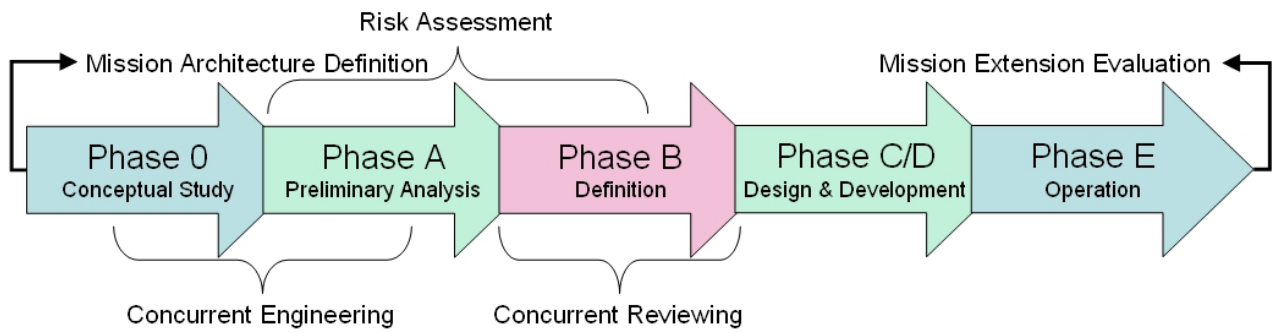 Risk Assessment
Mission Architecture Definition
Mission Extension Evaluation
Phase 0
Conceptual Study
Phase A
Preliminary Analysis
Phase B
Definition
Phase C/D
Design & Development
Phase E
Operation
Concurrent Engineering
Concurrent Reviewing